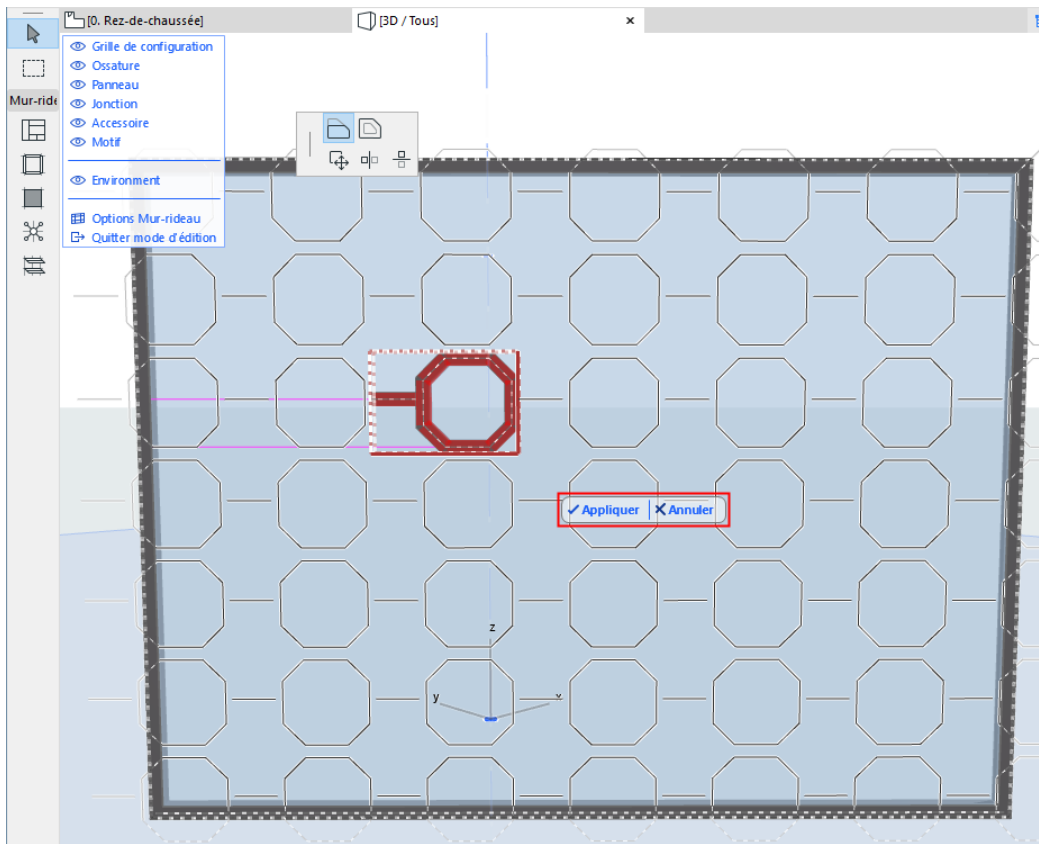 [0. Rez-de-chaussée]
[3D / Tous]
Grille de configuration
Ossature
Panneau
Jonction
Accessoire
Motif
Environment
Options Mur-rideau
Quitter mode d'édition
Mur-ride
Appliquer
Annuler
z
y
x